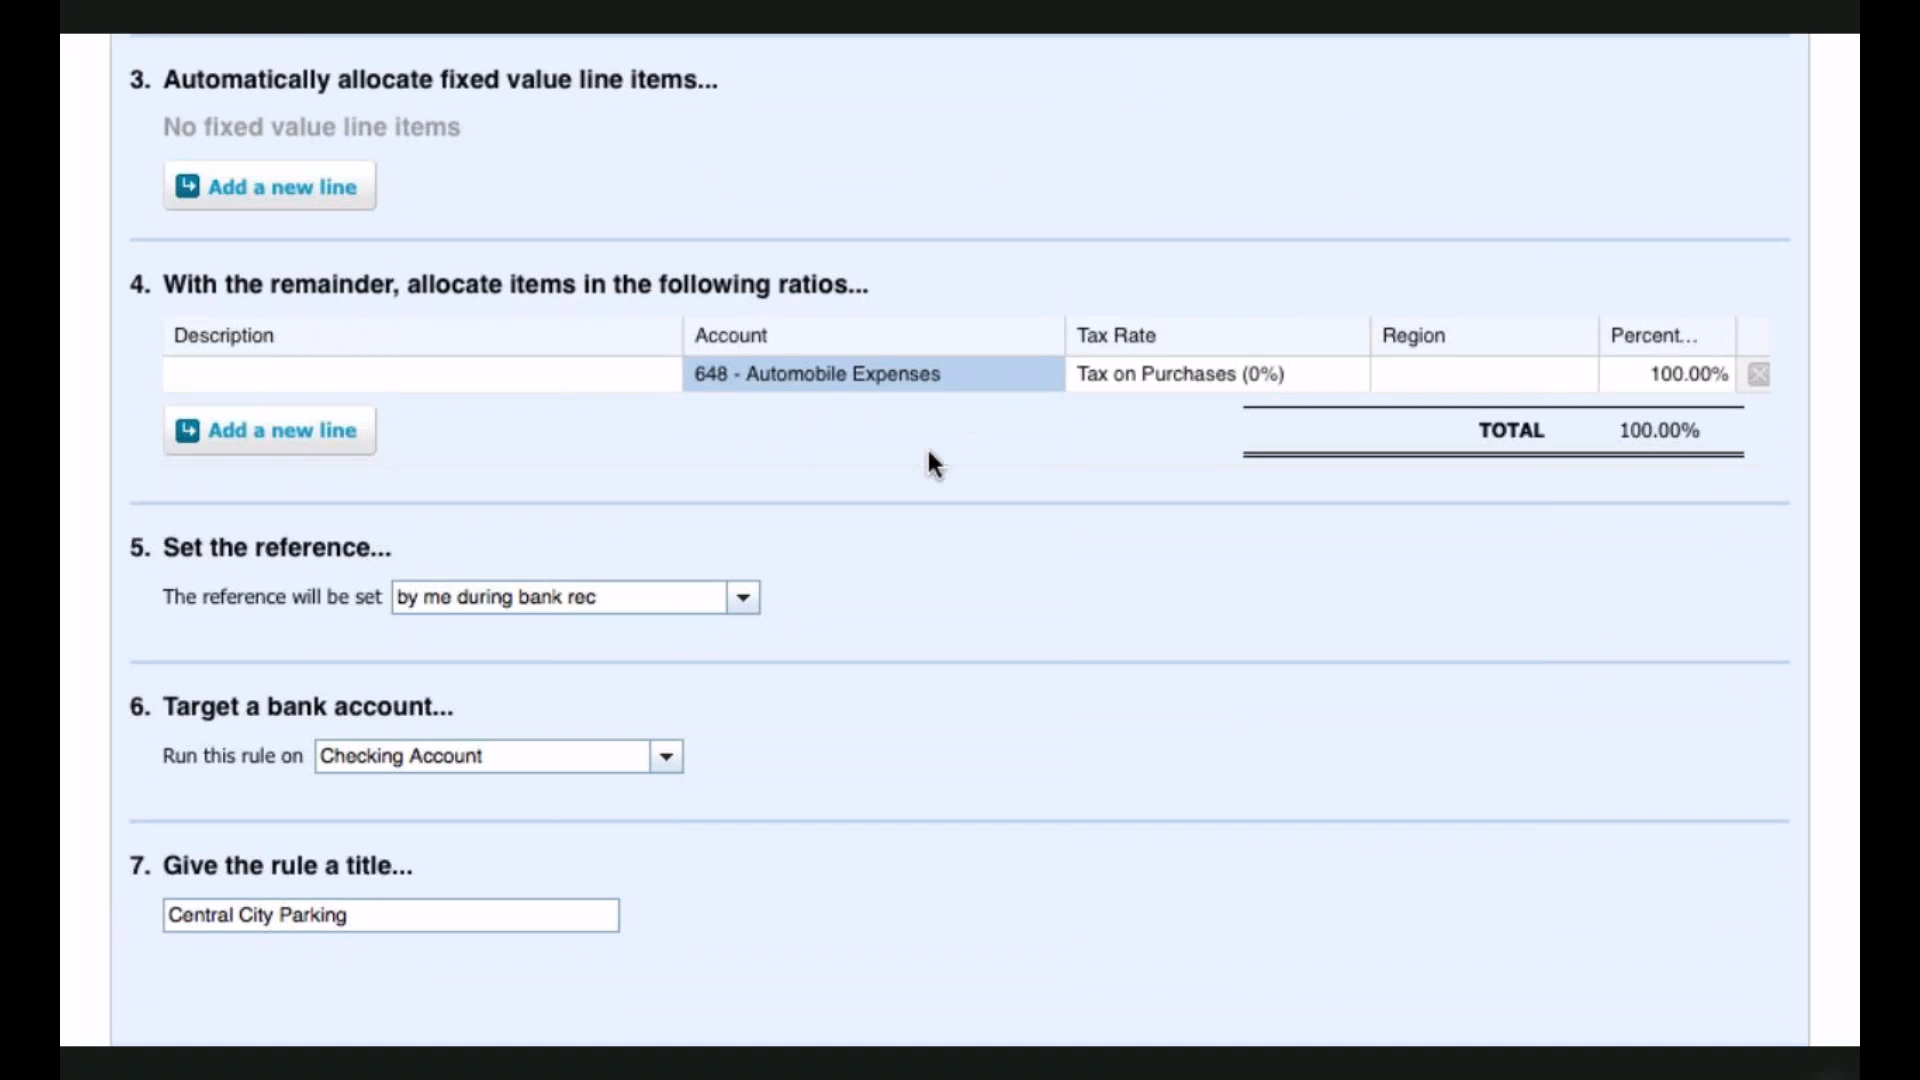 3. Automatically allocate fixed value line items...
No fixed value line items
Add a new line
4. With the remainder, allocate items in the following ratios...
Description Account Tax Rate Region Percent...
648 - Automobile Expenses Tax on Purchases (0%) 100.00%
Add a new line TOTAL 100.00%
5. Set the reference...
The reference will be set by me during bank rec
6. Target a bank account...
Run this rule on Checking Account
7. Give the rule a title...
Central City Parking